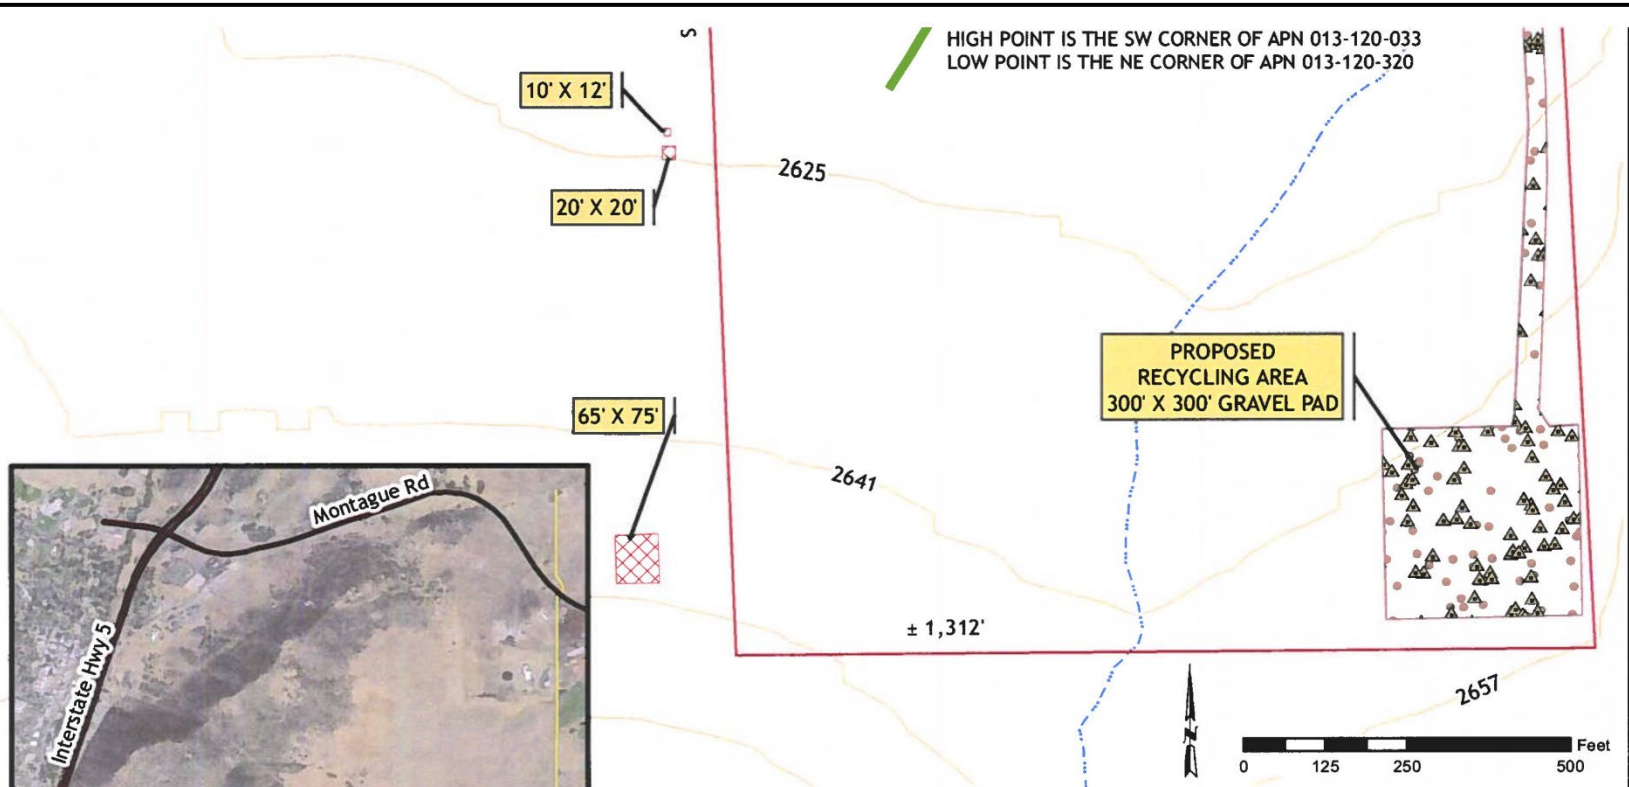 S
HIGH POINT IS THE SW CORNER OF APN 013-120-033
LOW POINT IS THE NE CORNER OF APN 013-120-320
10' X 12'
2625
20' X 20'
PROPOSED
RECYCLING AREA
300' X 300' GRAVEL PAD
65' X 75'
2641
Montague Rd
Interstate Hwy 5
± 1,312'
2657
N
Feet
0 125 250 500